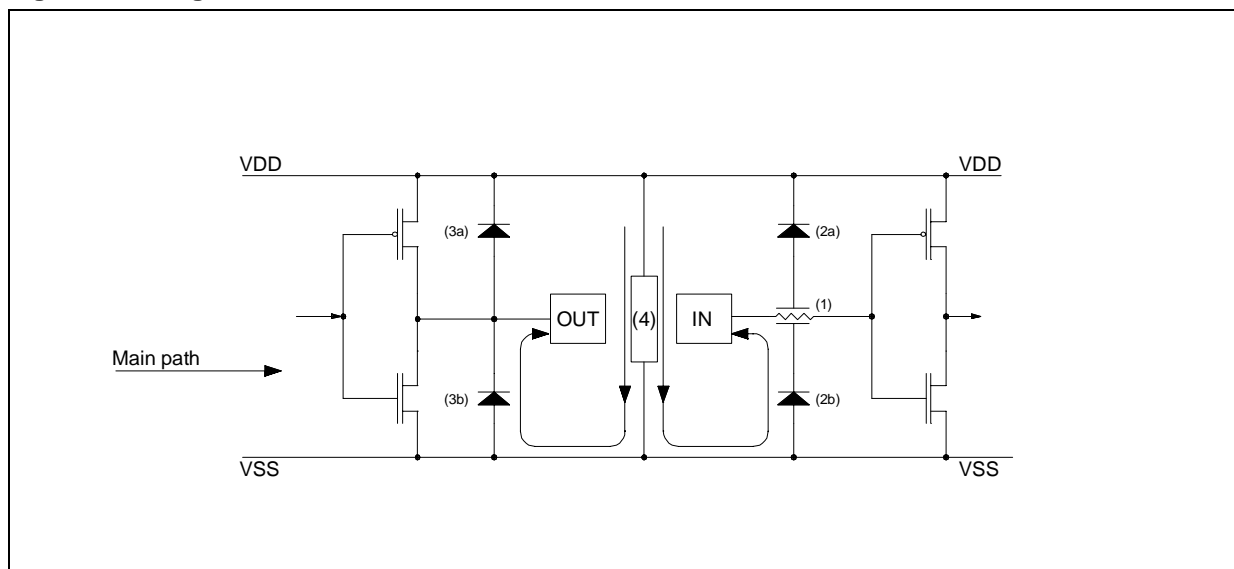 VDD
VDD
(3a)
(2a)
(1)
OUT
(4)
IN
Main path
(3b)
(2b)
VSS
VSS